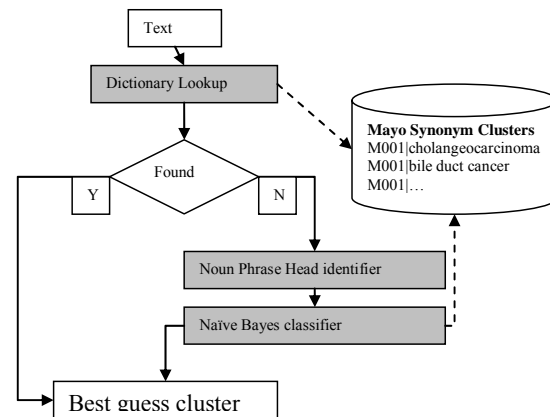 Text
Dictionary Lookup
Mayo Synonym Clusters
M001|cholangeocarcinoma
M001|bile duct cancer
M001|…
Found
Y
N
Noun Phrase Head identifier
Naïve Bayes classifier
Best guess cluster